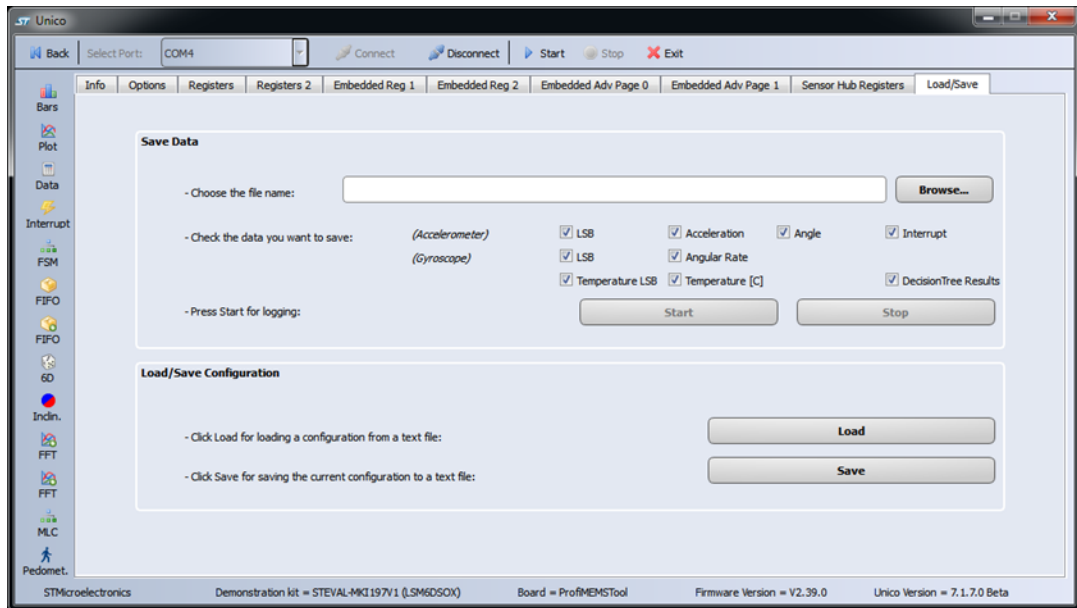 ST Unico
Back Select Port: COM4 Connect Disconnect Start Stop Exit
Info Options Registers Registers 2 Embedded Reg 1 Embedded Reg 2 Embedded Adv Page 0 Embedded Adv Page 1 Sensor Hub Registers Load/Save
Bars
Plot
Data
Interrupt
FSM
FIFO
FIFO
6D
Inclin.
FFT
FFT
MLC
Pedomet.
Save Data
- Choose the file name: Browse...
- Check the data you want to save: (Accelerometer) LSB Acceleration Angle Interrupt
(Gyroscope) LSB Angular Rate
Temperature LSB Temperature [C] DecisionTree Results
- Press Start for logging: Start Stop
Load/Save Configuration
- Click Load for loading a configuration from a text file: Load
- Click Save for saving the current configuration to a text file: Save
STMicroelectronics Demonstration kit = STEVAL-MKI197V1 (LSM6DSOX) Board = ProfiMEMSTool Firmware Version = V2.39.0 Unico Version = 7.1.7.0 Beta